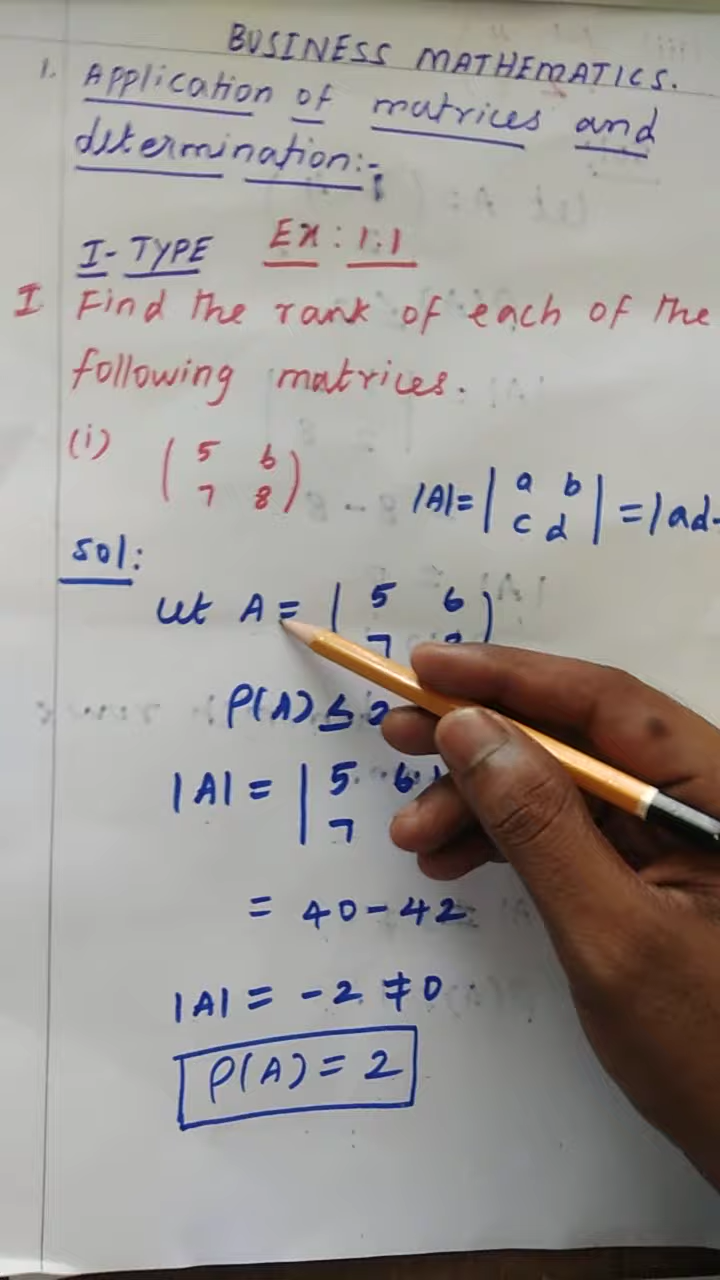 BUSINESS MATHEMATICS.
1. Application of matrices and
determination:-
I-TYPE Ex : 1.1
I Find the rank of each of the
following matrices.
(i) ( 5 6
7 8 )
|A| = | a b
c d | = |ad-
Sol:
Let A = ( 5 6 )
7
ρ(A) ≤ 2
|A| = | 5 6
7
= 40 - 42
|A| = -2 ≠ 0
ρ(A) = 2